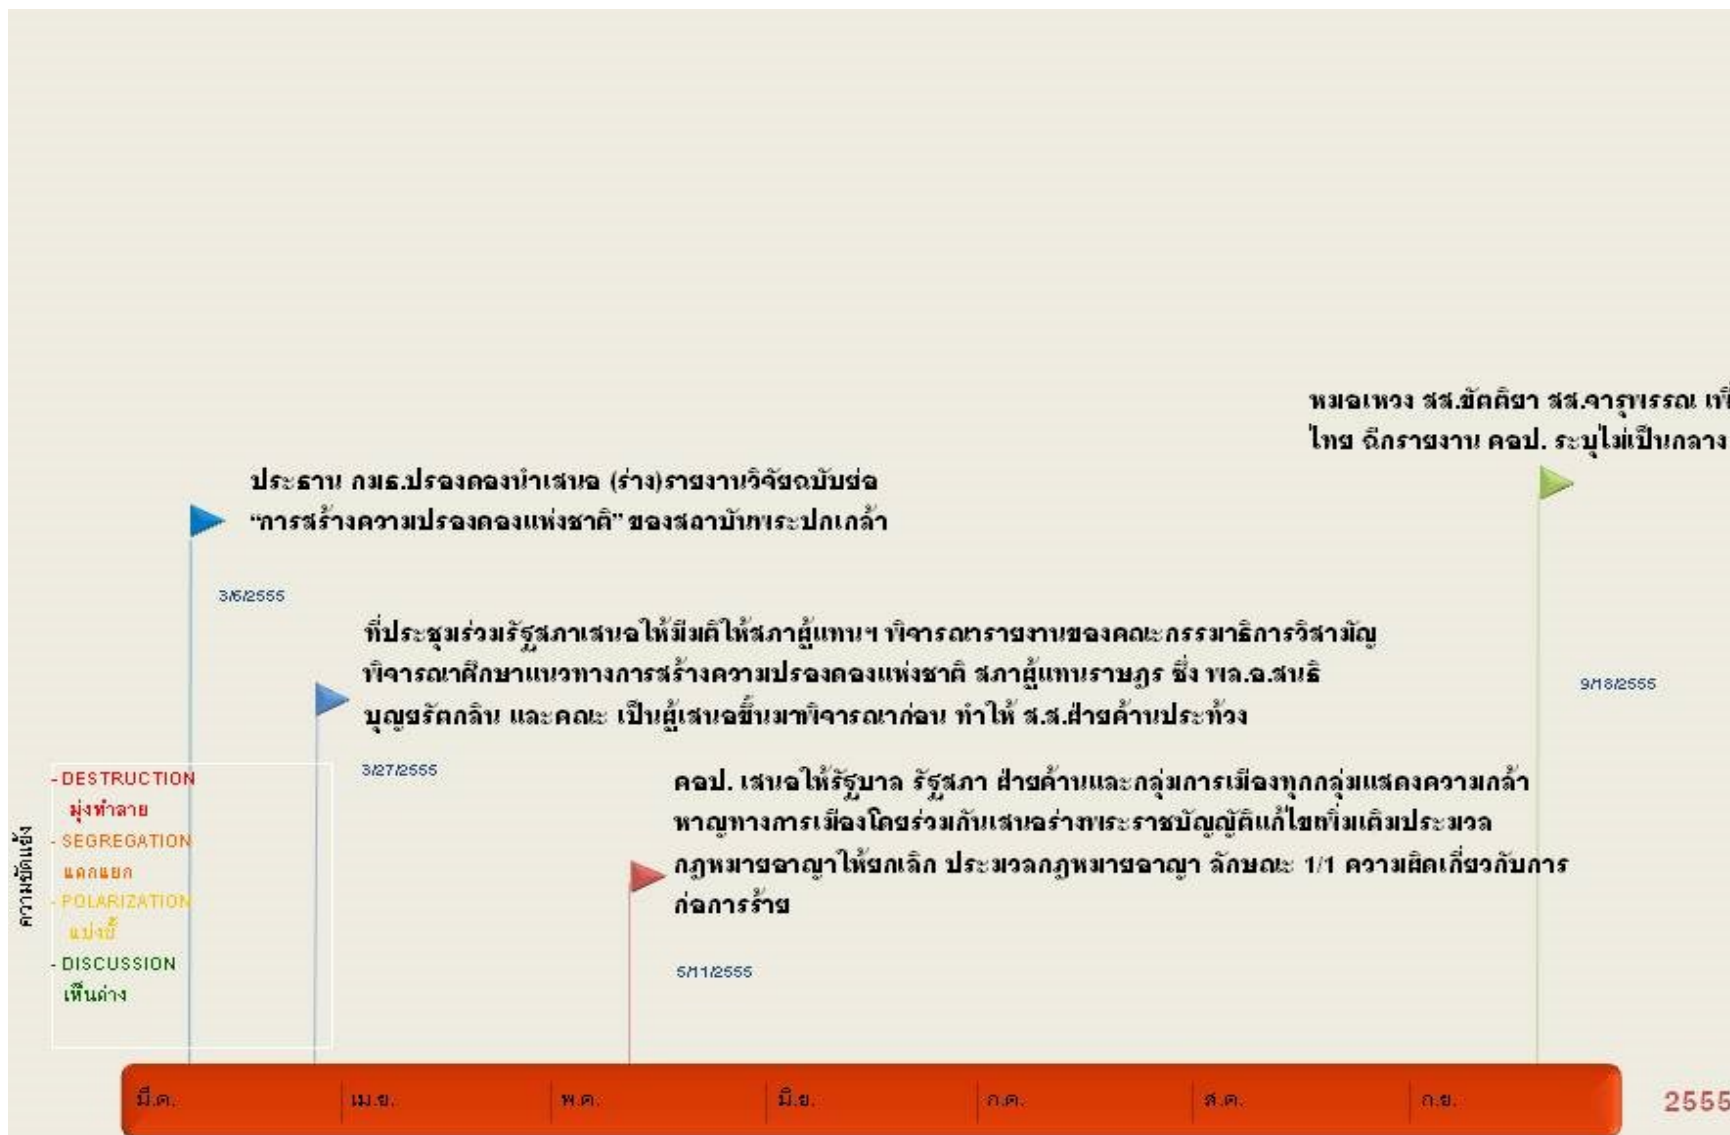 หมอเหวง สส.ขัตติยา สส.จารุพรรณ
ไทย ฉีกรายงาน คอป. ระบุไม่เป็นกลาง
ประธาน กมธ.ปรองดองนำเสนอ (ร่าง)รายงานวิจัยฉบับย่อ
“การสร้างความปรองดองแห่งชาติ” ของสถาบันพระปกเกล้า
3/6/2555
ที่ประชุมร่วมรัฐสภาเสนอให้มีมติให้สภาผู้แทนฯ พิจารณารายงานของคณะกรรมาธิการวิสามัญ
พิจารณาศึกษาแนวทางการสร้างความปรองดองแห่งชาติ สภาผู้แทนราษฎร ซึ่ง พล.อ.สนธิ
บุญยรัตกลิน และคณะ เป็นผู้เสนอขึ้นมาพิจารณาก่อน ทำให้ ส.ส.ฝ่ายค้านประท้วง
3/27/2555
9/18/2555
คอป. เสนอให้รัฐบาล รัฐสภา ฝ่ายค้านและกลุ่มการเมืองทุกกลุ่มแสดงความกล้า
หาญทางการเมืองโดยร่วมกันเสนอร่างพระราชบัญญัติแก้ไขเพิ่มเติมประมวล
กฎหมายอาญาให้ยกเลิก ประมวลกฎหมายอาญา ลักษณะ 1/1 ความผิดเกี่ยวกับการ
ก่อการร้าย
5/11/2555
ความขัดแย้ง
- DESTRUCTION
มุ่งทำลาย
- SEGREGATION
แตกแยก
- POLARIZATION
แบ่งขั้ว
- DISCUSSION
เห็นต่าง
มี.ค. เม.ย. พ.ค. มิ.ย. ก.ค. ส.ค. ก.ย. 2555